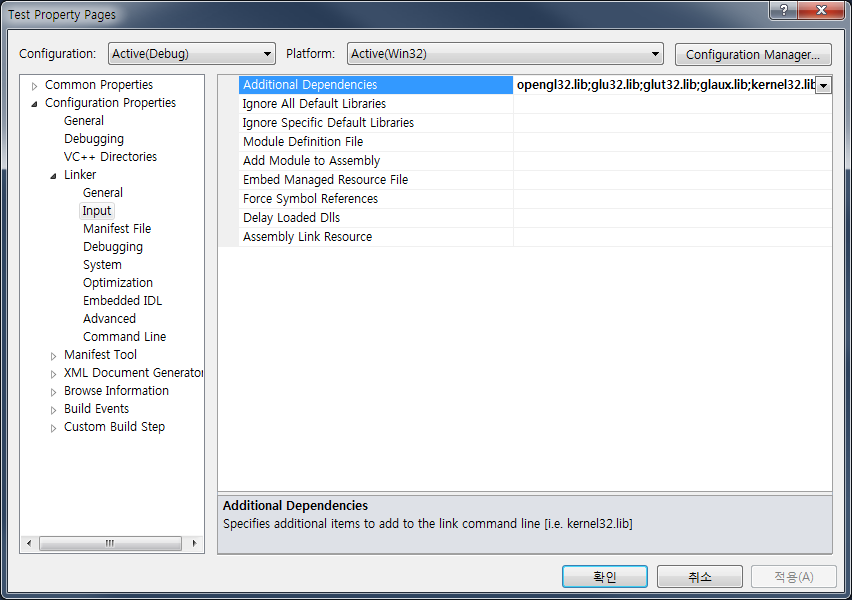 Test Property Pages
Configuration: Active(Debug) Platform: Active(Win32) Configuration Manager...
Common Properties
Configuration Properties
General
Debugging
VC++ Directories
Linker
General
Input
Manifest File
Debugging
System
Optimization
Embedded IDL
Advanced
Command Line
Manifest Tool
XML Document Generator
Browse Information
Build Events
Custom Build Step
Additional Dependencies opengl32.lib;glu32.lib;glut32.lib;glaux.lib;kernel32.lib
Ignore All Default Libraries
Ignore Specific Default Libraries
Module Definition File
Add Module to Assembly
Embed Managed Resource File
Force Symbol References
Delay Loaded Dlls
Assembly Link Resource
Additional Dependencies
Specifies additional items to add to the link command line [i.e. kernel32.lib]
확인 취소 적용(A)